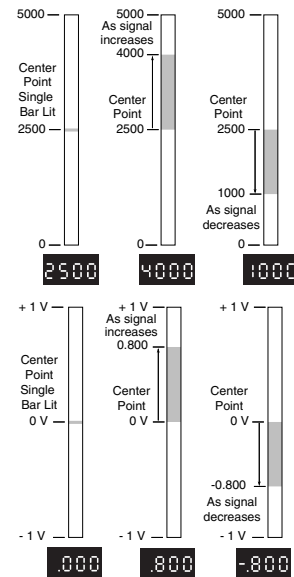 5000
Center
Point
Single
Bar Lit
2500
0
2500
5000
As signal
increases
4000
Center
Point
2500
0
4000
5000
Center
Point
2500
1000
As signal
decreases
0
1000
+ 1 V
Center
Point
Single
Bar Lit
0 V
- 1 V
.000
+ 1 V
As signal
increases
0.800
Center
Point
0 V
- 1 V
.800
+ 1 V
Center
Point
0 V
-0.800
As signal
decreases
- 1 V
-.800